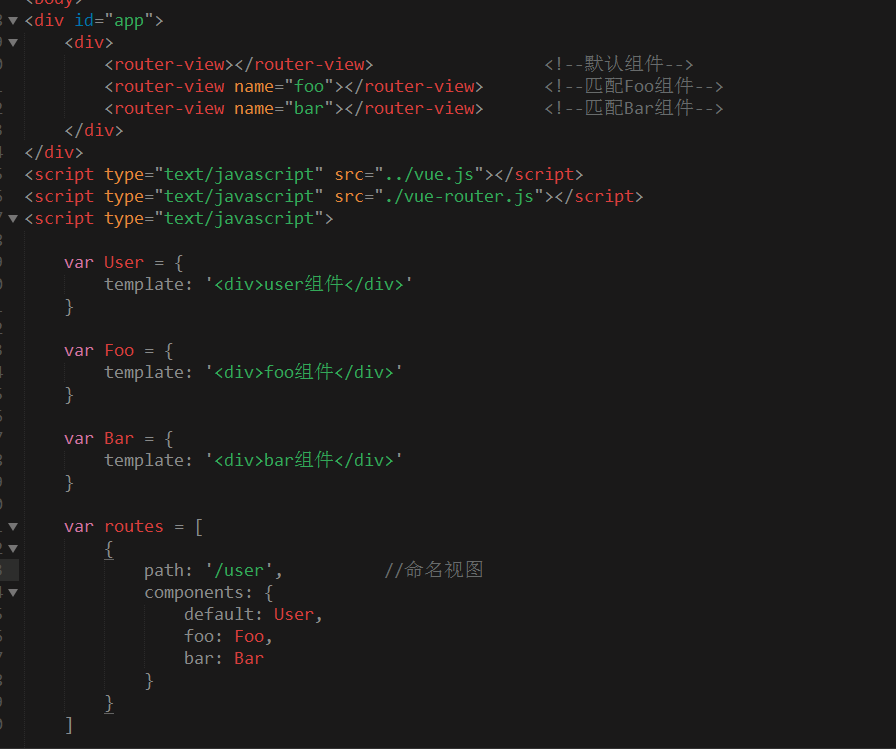 <body>
<div id="app">
<div>
<router-view></router-view> <!--默认组件-->
<router-view name="foo"></router-view> <!--匹配Foo组件-->
<router-view name="bar"></router-view> <!--匹配Bar组件-->
</div>
</div>
<script type="text/javascript" src="../vue.js"></script>
<script type="text/javascript" src="./vue-router.js"></script>
<script type="text/javascript">
var User = {
template: '<div>user组件</div>'
}
var Foo = {
template: '<div>foo组件</div>'
}
var Bar = {
template: '<div>bar组件</div>'
}
var routes = [
{
path: '/user', //命名视图
components: {
default: User,
foo: Foo,
bar: Bar
}
}
]